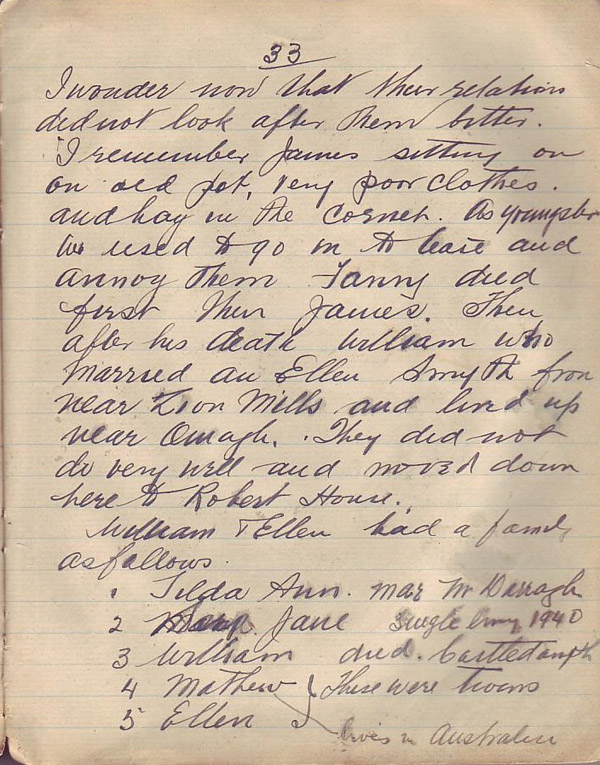 33
I wonder now that their relations
did not look after them better.
I remember James sitting on
an old pot, very poor clothes.
and hay in the corner. As youngsters
we used to go in to tease and
annoy them Fanny died
first then James. Then
after his death William who
married an Ellen Smyth from
near Zion Mills and lived up
near Omagh. They did not
do very well and moved down
here to Robert House.
William & Ellen had a family
as follows.
1 Tilda Ann. mar Mc Darragh
2 Mary Jane Single living 1940
3 William died.
4 Mathew } These were twins
5 Ellen
lives in Australia